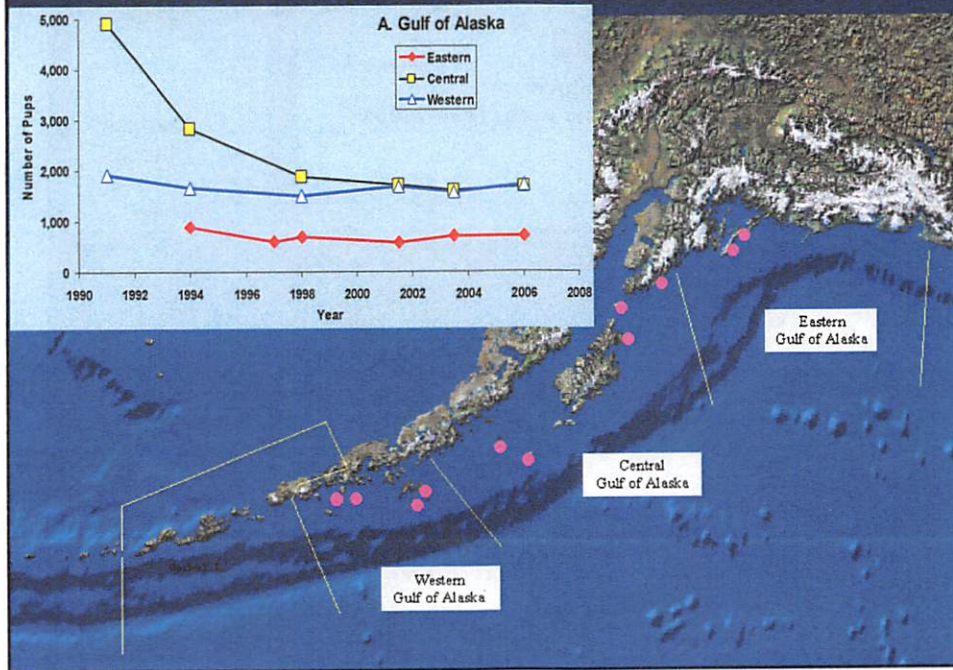 A. Gulf of Alaska
Eastern
Central
Western
Number of Pups
5,000
4,000
3,000
2,000
1,000
0
1990 1992 1994 1996 1998 2000 2002 2004 2006 2008
Year
Eastern
Gulf of Alaska
Central
Gulf of Alaska
Western
Gulf of Alaska